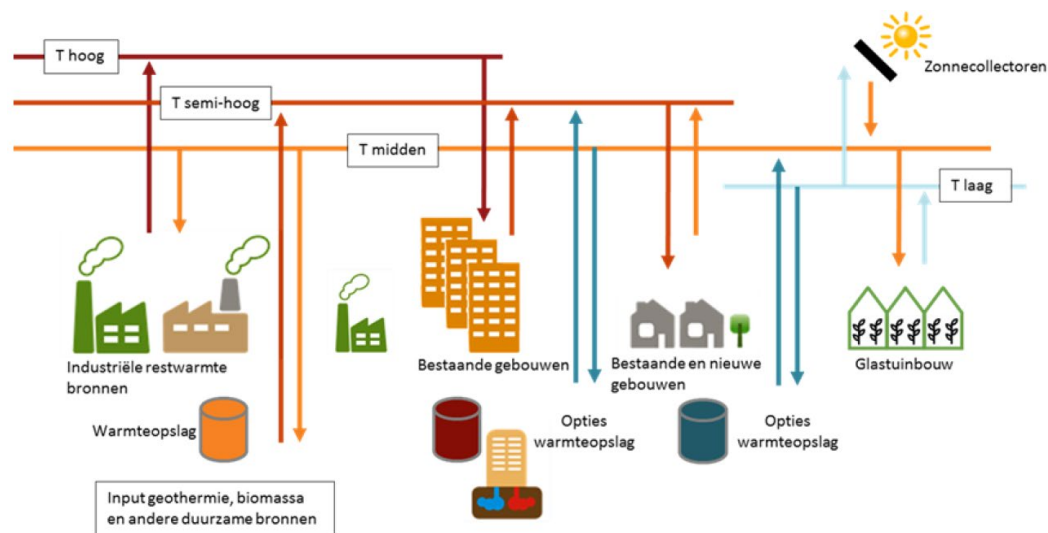 T hoog
Zonnecollectoren
T semi-hoog
T midden
T laag
Industriële restwarmte
bronnen
Bestaande gebouwen
Bestaande en nieuwe
gebouwen
Glastuinbouw
Warmteopslag
Opties
warmteopslag
Opties
warmteopslag
Input geothermie, biomassa
en andere duurzame bronnen